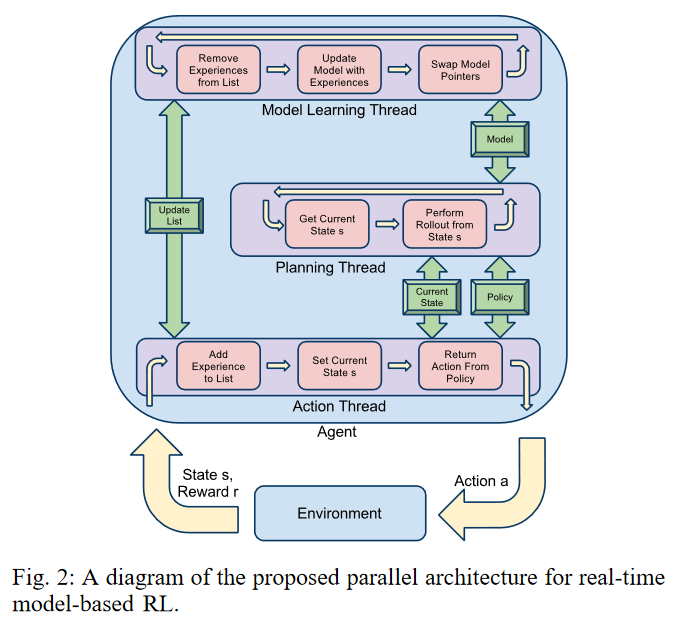 Remove
Experiences
from List
Update
Model with
Experiences
Swap Model
Pointers
Model Learning Thread
Model
Update
List
Get Current
State s
Perform
Rollout from
State s
Planning Thread
Current
State
Policy
Add
Experience
to List
Set Current
State s
Return
Action From
Policy
Action Thread
Agent
State s,
Reward r
Action a
Environment
Fig. 2: A diagram of the proposed parallel architecture for real-time
model-based RL.